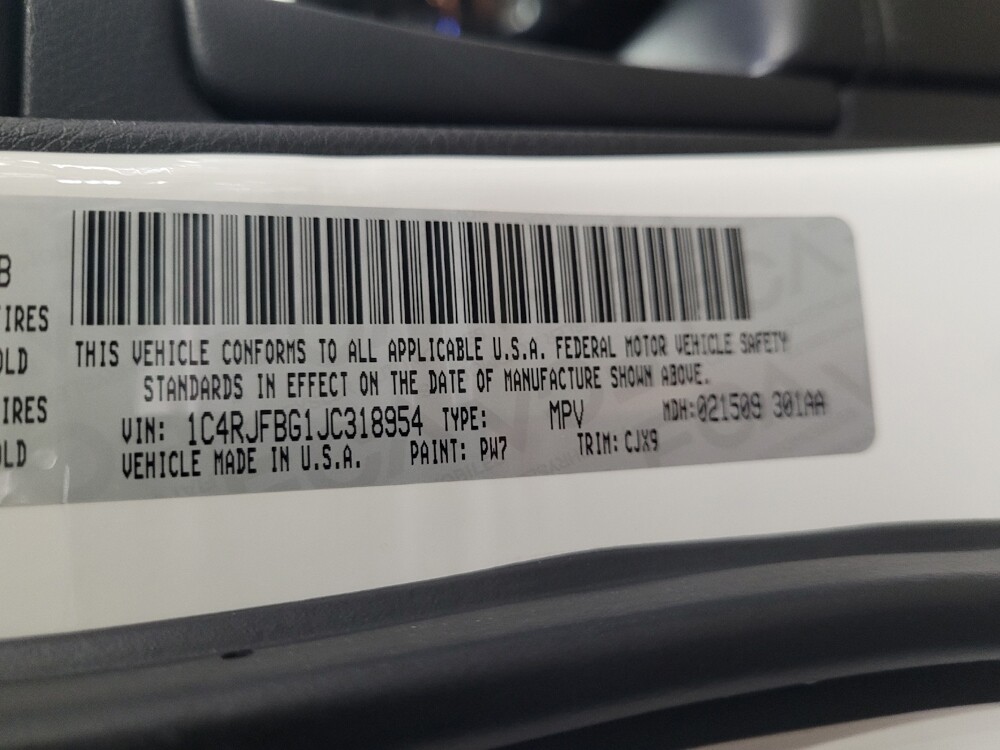 B
TIRES
OLD
THIS VEHICLE CONFORMS TO ALL APPLICABLE U.S.A. FEDERAL MOTOR VEHICLE SAFETY
STANDARDS IN EFFECT ON THE DATE OF MANUFACTURE SHOWN ABOVE.
IRES
VIN: 1C4RJFBG1JC318954 TYPE: MPV MDH:021509 301AA
OLD
VEHICLE MADE IN U.S.A. PAINT: PW7 TRIM: CJX9